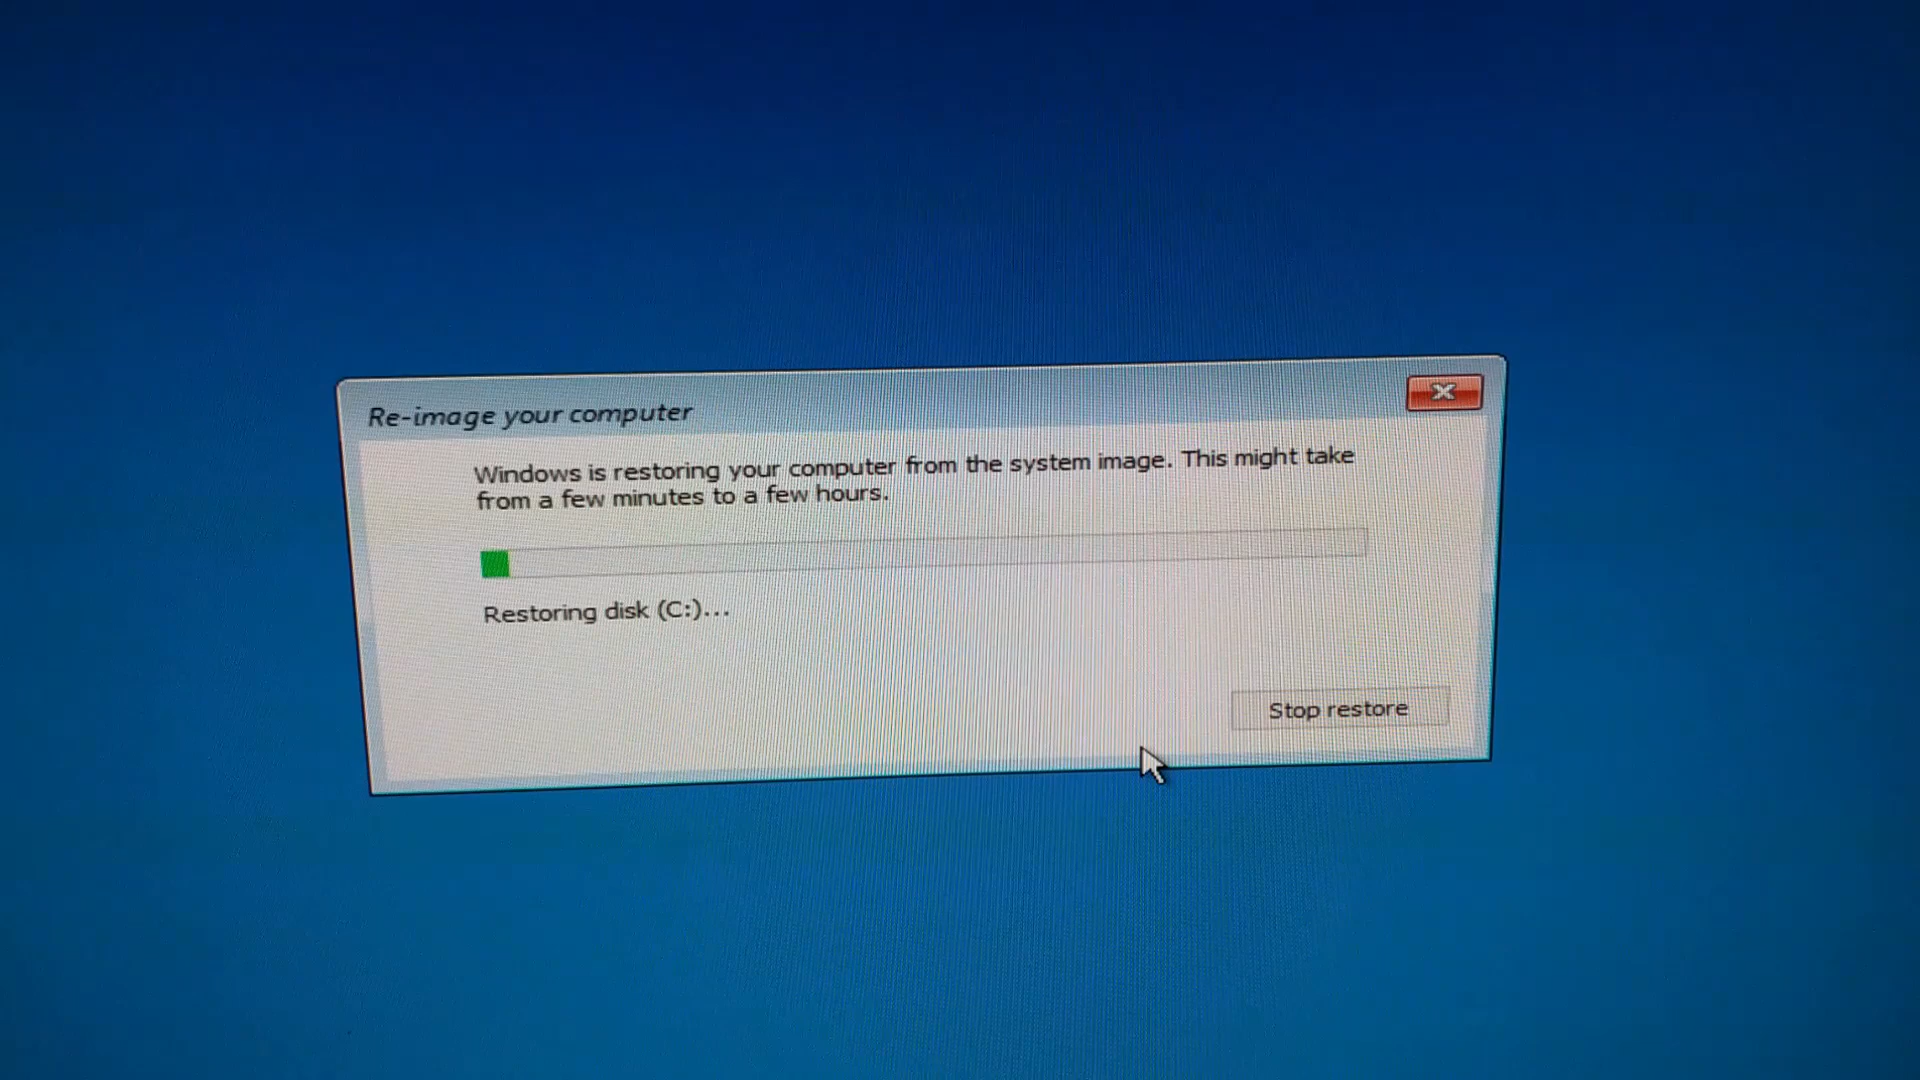 Re-image your computer
Windows is restoring your computer from the system image. This might take
from a few minutes to a few hours.
Restoring disk (C:)...
Stop restore